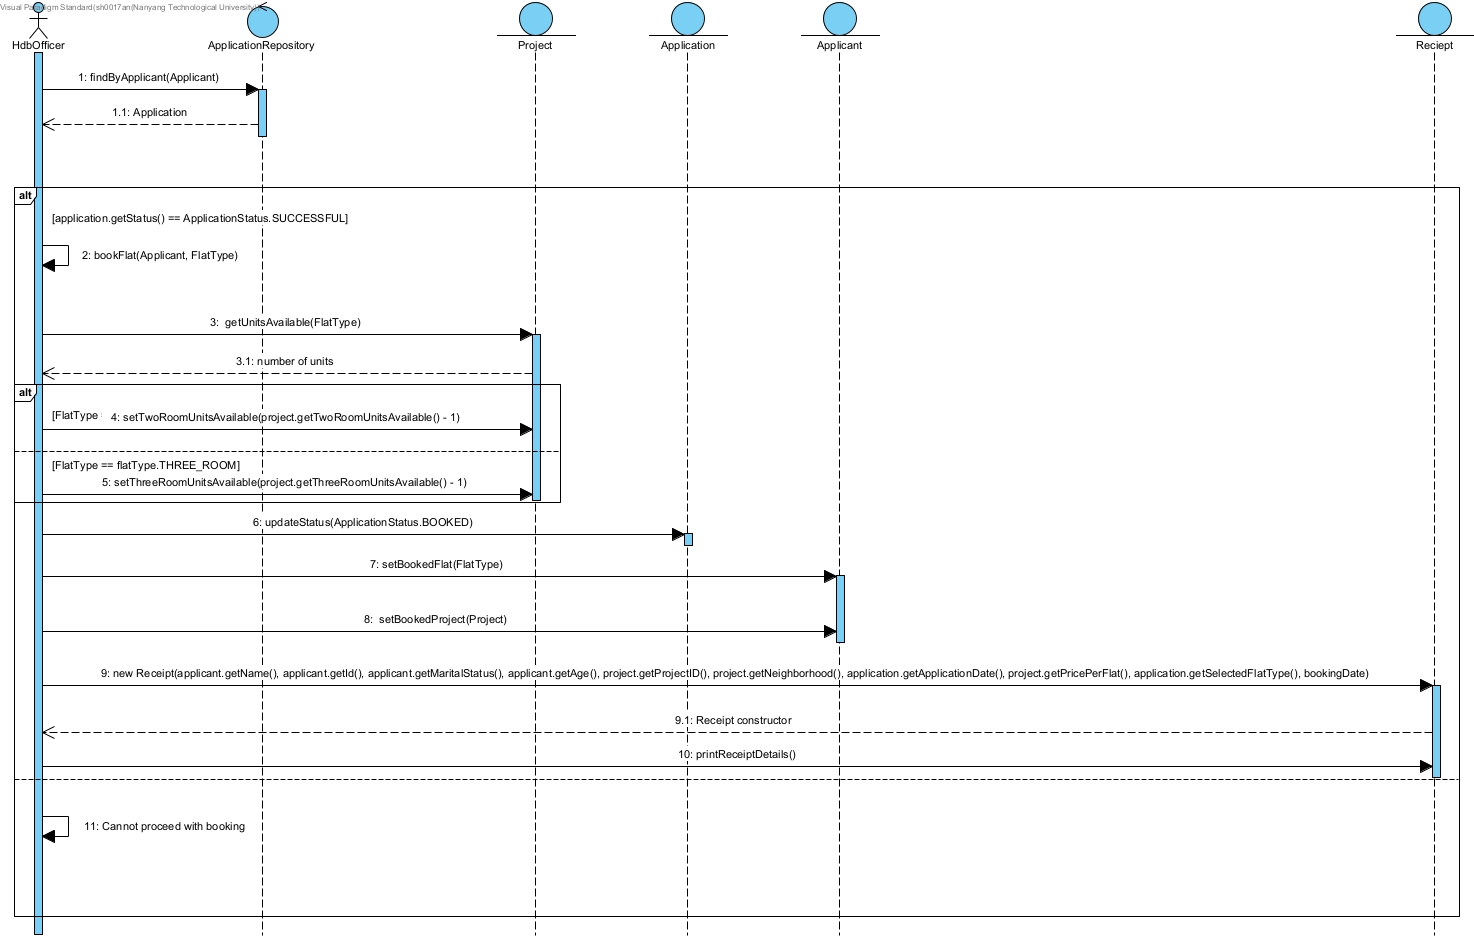 Visual Paradigm Standard(sh0017an(Nanyang Technological University))
HdbOfficer
ApplicationRepository
Project
Application
Applicant
Reciept
1: findByApplicant(Applicant)
1.1: Application
alt
[application.getStatus() == ApplicationStatus.SUCCESSFUL]
2: bookFlat(Applicant, FlatType)
3: getUnitsAvailable(FlatType)
3.1: number of units
alt
[FlatType
4: setTwoRoomUnitsAvailable(project.getTwoRoomUnitsAvailable() - 1)
[FlatType == flatType.THREE_ROOM]
5: setThreeRoomUnitsAvailable(project.getThreeRoomUnitsAvailable() - 1)
6: updateStatus(ApplicationStatus.BOOKED)
7: setBookedFlat(FlatType)
8: setBookedProject(Project)
9: new Receipt(applicant.getName(), applicant.getId(), applicant.getMaritalStatus(), applicant.getAge(), project.getProjectID(), project.getNeighborhood(), application.getApplicationDate(), project.getPricePerFlat(), application.getSelectedFlatType(), bookingDate)
9.1: Receipt constructor
10: printReceiptDetails()
11: Cannot proceed with booking